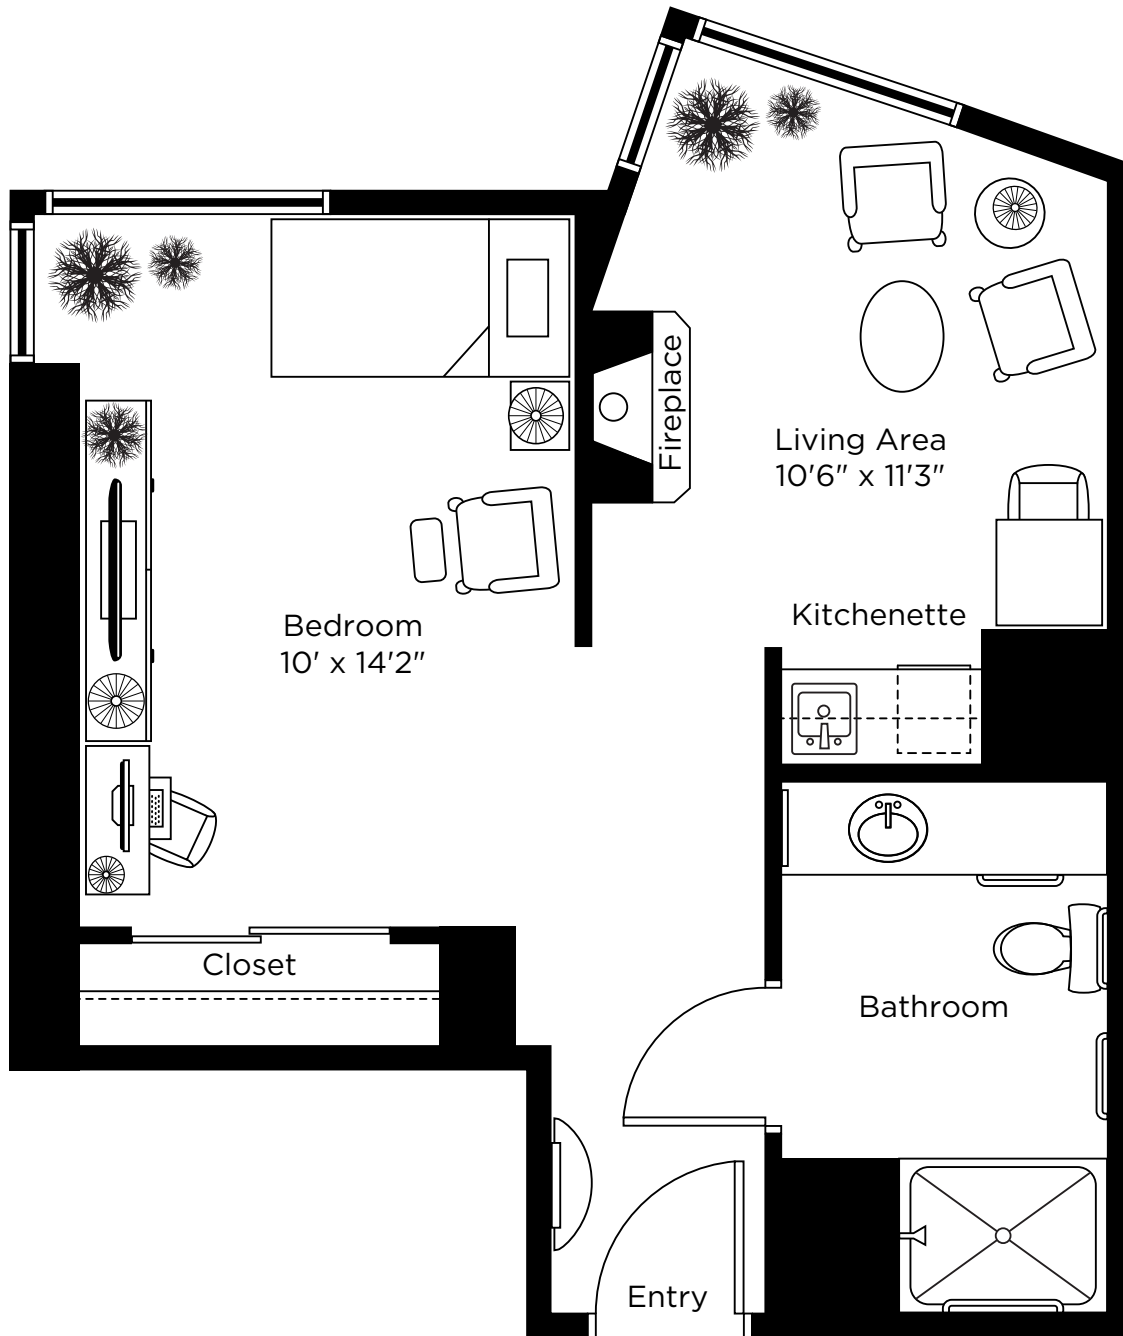 Fireplace
Living Area
10'6" x 11'3"
Kitchenette
Bedroom
10' x 14'2"
Closet
Bathroom
Entry